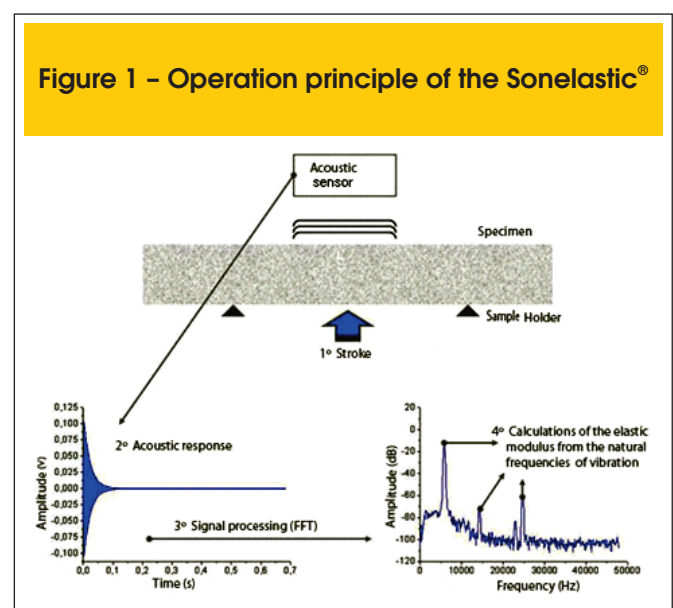 Figure 1 – Operation principle of the Sonelastic®
Acoustic
sensor
Specimen
Sample Holder
1º Stroke
0,125
0,100
0,075
0,050
0,025
0,000
-0,025
-0,050
-0,075
-0,100
Amplitude (v)
2º Acoustic response
3º Signal processing (FFT)
0,0 0,1 0,2 0,3 0,4 0,5 0,6 0,7
Time (s)
20
0
-20
-40
-60
-80
-100
-120
Amplitude (dB)
4º Calculations of the elastic
modulus from the natural
frequencies of vibration
0 10000 20000 30000 40000 50000
Frequency (Hz)